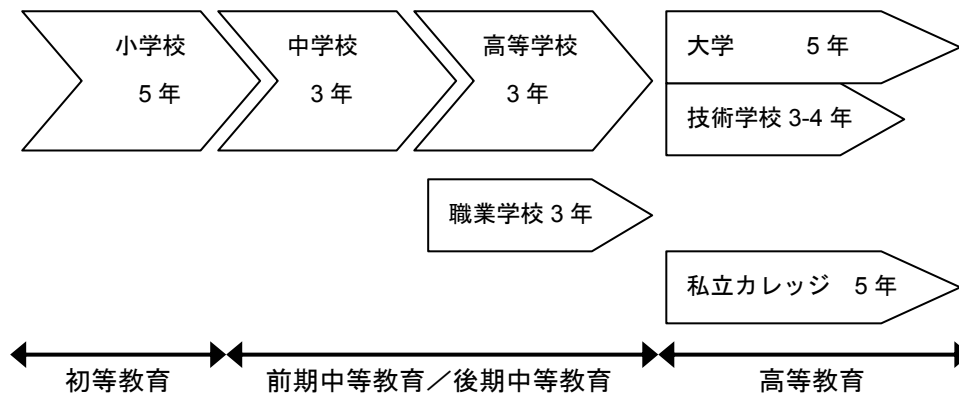 小学校
5 年
中学校
3 年
高等学校
3 年
大学 5 年
技術学校 3-4 年
職業学校 3 年
私立カレッジ 5 年
初等教育
前期中等教育／後期中等教育
高等教育